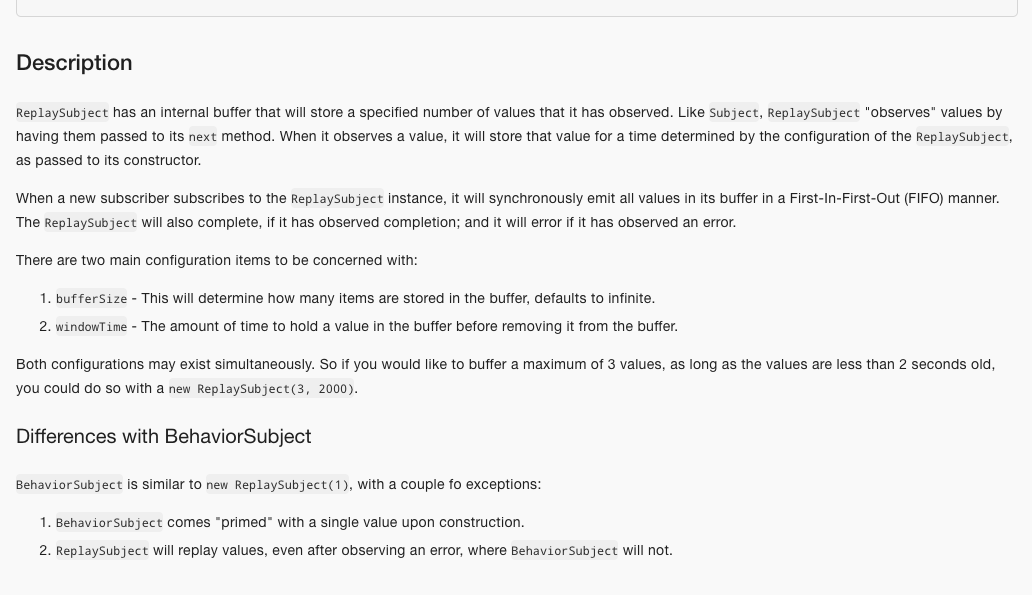 Description
ReplaySubject has an internal buffer that will store a specified number of values that it has observed. Like Subject, ReplaySubject "observes" values by
having them passed to its next method. When it observes a value, it will store that value for a time determined by the configuration of the ReplaySubject,
as passed to its constructor.
When a new subscriber subscribes to the ReplaySubject instance, it will synchronously emit all values in its buffer in a First-In-First-Out (FIFO) manner.
The ReplaySubject will also complete, if it has observed completion; and it will error if it has observed an error.
There are two main configuration items to be concerned with:
1. bufferSize - This will determine how many items are stored in the buffer, defaults to infinite.
2. windowTime - The amount of time to hold a value in the buffer before removing it from the buffer.
Both configurations may exist simultaneously. So if you would like to buffer a maximum of 3 values, as long as the values are less than 2 seconds old,
you could do so with a new ReplaySubject(3, 2000).
Differences with BehaviorSubject
BehaviorSubject is similar to new ReplaySubject(1), with a couple fo exceptions:
1. BehaviorSubject comes "primed" with a single value upon construction.
2. ReplaySubject will replay values, even after observing an error, where BehaviorSubject will not.